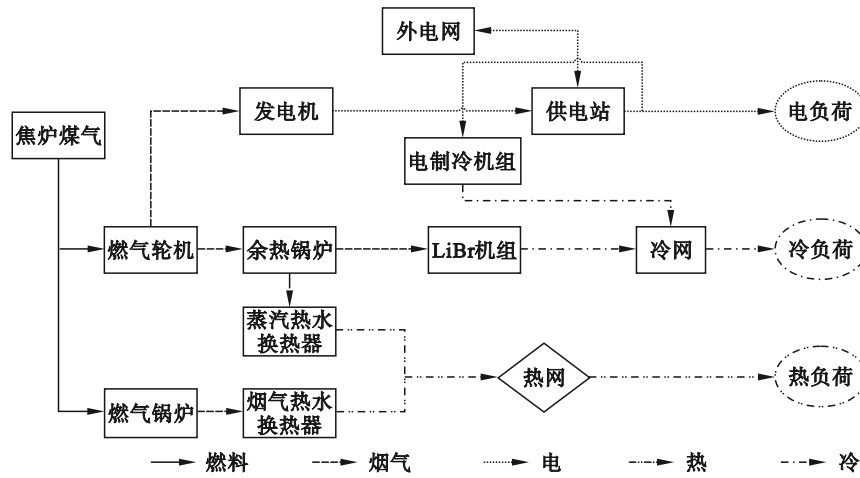 外电网
发电机
供电站
电负荷
焦炉煤气
电制冷机组
燃气轮机
余热锅炉
LiBr机组
冷网
冷负荷
蒸汽热水
换热器
热网
热负荷
燃气锅炉
烟气热水
换热器
燃料
烟气
电
热
冷